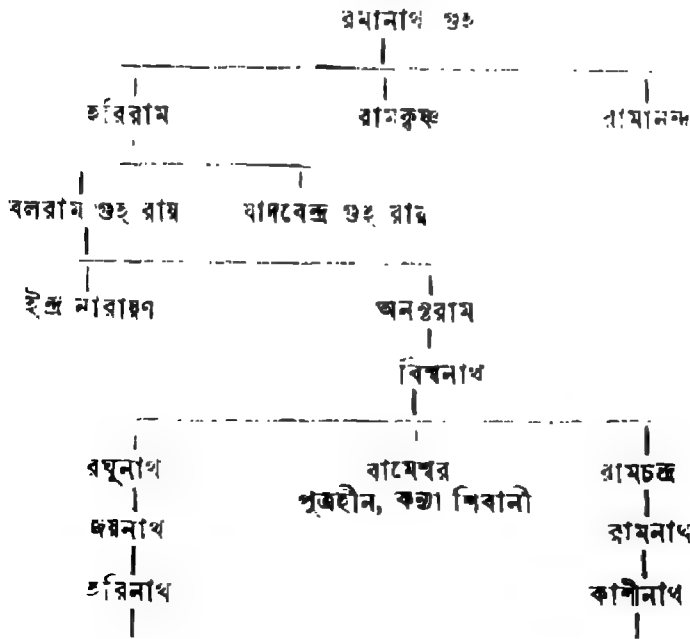 রমানাথ গুহ
হরিরাম রামকৃষ্ণ রামানন্দ
বলরাম গুহ রায় যাদবেন্দ্র গুহ রায়
ইন্দ্র নারায়ণ অনন্তরাম
বিশ্বনাথ
রঘুনাথ রামেশ্বর রামচন্দ্র
পুত্রহীন, কন্যা শিবানী
জয়নাথ রামনাথ
হরিনাথ কাশীনাথ